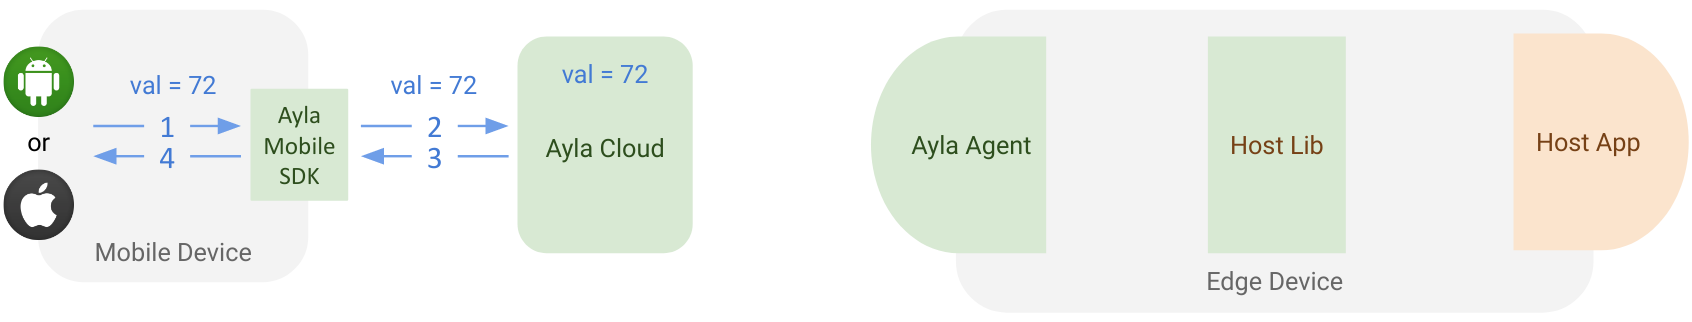 or
val = 72
1
4
Ayla
Mobile
SDK
Mobile Device
val = 72
2
3
val = 72
Ayla Cloud
Ayla Agent
Host Lib
Host App
Edge Device